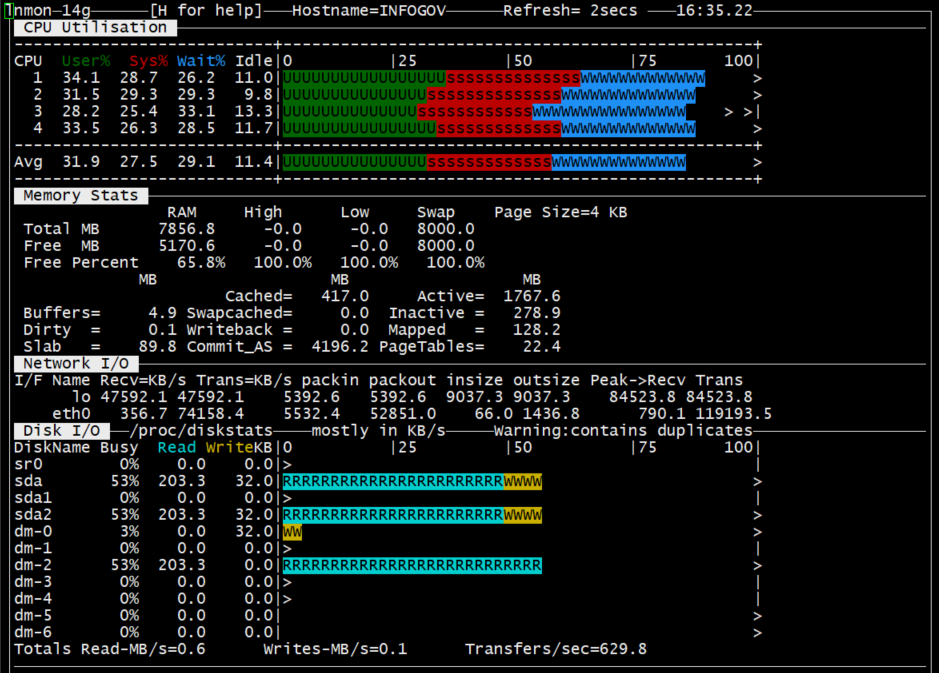 nmon—14g———[H for help]———Hostname=INFOGOV———Refresh= 2secs ———16:35.22
CPU Utilisation
CPU User% Sys% Wait% Idle|0 |25 |50 |75 100|
1 34.1 28.7 26.2 11.0|UUUUUUUUUUUUUUUUUssssssssssssssWWWWWWWWWWWWW >
2 31.5 29.3 29.3 9.8|UUUUUUUUUUUUUUUssssssssssssssWWWWWWWWWWWWWW >
3 28.2 25.4 33.1 13.3|UUUUUUUUUUUUUUssssssssssssWWWWWWWWWWWWWWWW > >|
4 33.5 26.3 28.5 11.7|UUUUUUUUUUUUUUUUsssssssssssssWWWWWWWWWWWWWW >
Avg 31.9 27.5 29.1 11.4|UUUUUUUUUUUUUUUsssssssssssssWWWWWWWWWWWWWW >
Memory Stats
RAM High Low Swap Page Size=4 KB
Total MB 7856.8 -0.0 -0.0 8000.0
Free MB 5170.6 -0.0 -0.0 8000.0
Free Percent 65.8% 100.0% 100.0% 100.0%
MB MB MB
Cached= 417.0 Active= 1767.6
Buffers= 4.9 Swapcached= 0.0 Inactive = 278.9
Dirty = 0.1 Writeback = 0.0 Mapped = 128.2
Slab = 89.8 Commit_AS = 4196.2 PageTables= 22.4
Network I/O
I/F Name Recv=KB/s Trans=KB/s packin packout insize outsize Peak->Recv Trans
lo 47592.1 47592.1 5392.6 5392.6 9037.3 9037.3 84523.8 84523.8
eth0 356.7 74158.4 5532.4 52851.0 66.0 1436.8 790.1 119193.5
Disk I/O —/proc/diskstats————mostly in KB/s—————Warning:contains duplicates
DiskName Busy Read WriteKB|0 |25 |50 |75 100|
sr0 0% 0.0 0.0|> |
sda 53% 203.3 32.0|RRRRRRRRRRRRRRRRRRRRRRRWWWW >
sda1 0% 0.0 0.0|> |
sda2 53% 203.3 32.0|RRRRRRRRRRRRRRRRRRRRRRRWWWW >
dm-0 3% 0.0 32.0|WW >
dm-1 0% 0.0 0.0|> |
dm-2 53% 203.3 0.0|RRRRRRRRRRRRRRRRRRRRRRRRRRR >
dm-3 0% 0.0 0.0|> |
dm-4 0% 0.0 0.0|> |
dm-5 0% 0.0 0.0| >
dm-6 0% 0.0 0.0| >
Totals Read-MB/s=0.6 Writes-MB/s=0.1 Transfers/sec=629.8